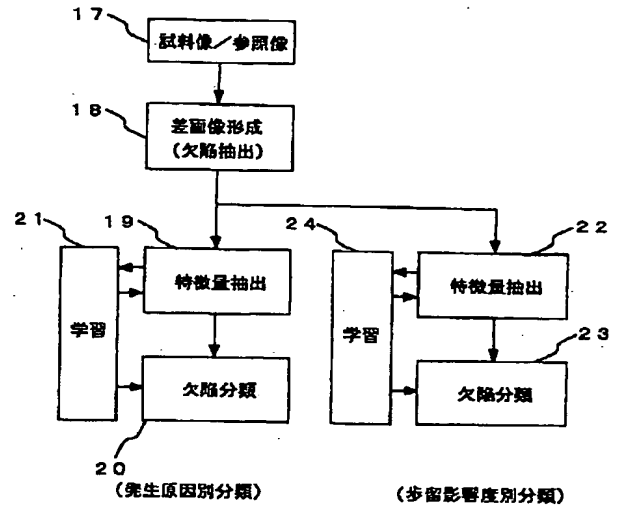 17
試料像/参照像
18
差画像形成
(欠陥抽出)
21
19
24
22
特徴量抽出
特徴量抽出
学習
学習
23
欠陥分類
欠陥分類
20
(発生原因別分類)
(歩留影響度別分類)